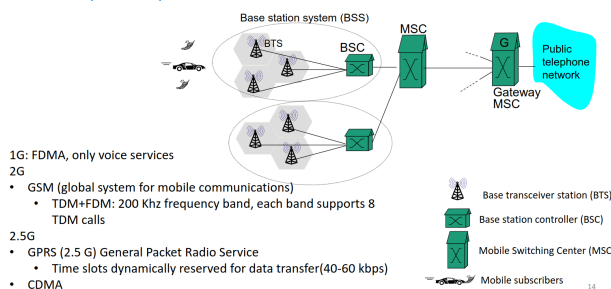 Base station system (BSS)
MSC
BTS
BSC
G
Public
telephone
network
Gateway
MSC
1G: FDMA, only voice services
2G
• GSM (global system for mobile communications)
• TDM+FDM: 200 Khz frequency band, each band supports 8
TDM calls
2.5G
• GPRS (2.5 G) General Packet Radio Service
• Time slots dynamically reserved for data transfer(40-60 kbps)
• CDMA
Base transceiver station (BTS)
Base station controller (BSC)
Mobile Switching Center (MSC
Mobile subscribers
14